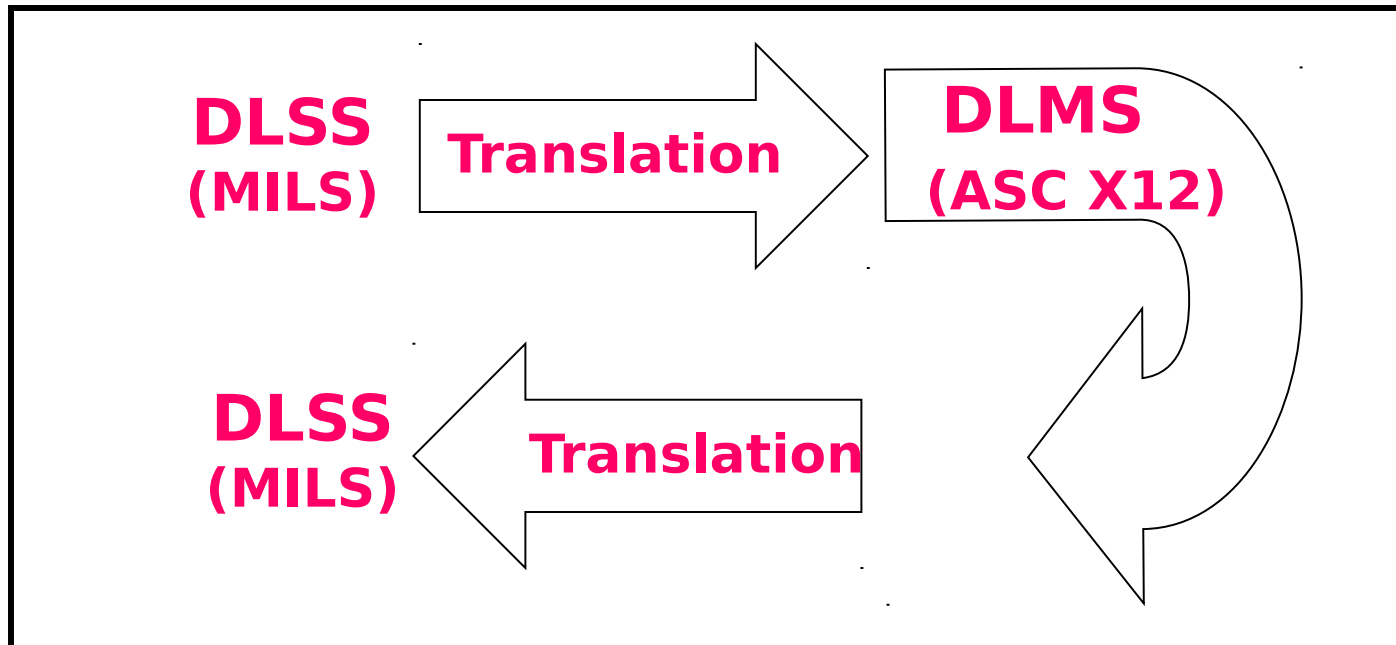 DLSS
(MILS)
Translation
DLMS
(ASC X12)
DLSS
(MILS)
Translation